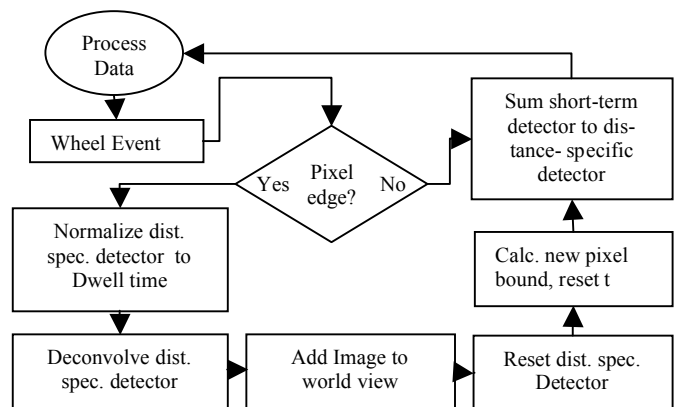 Process
Data
Wheel Event
Pixel
edge?
Yes
No
Sum short-term
detector to dis-
tance- specific
detector
Normalize dist.
spec. detector to
Dwell time
Calc. new pixel
bound, reset t
Deconvolve dist.
spec. detector
Add Image to
world view
Reset dist. spec.
Detector